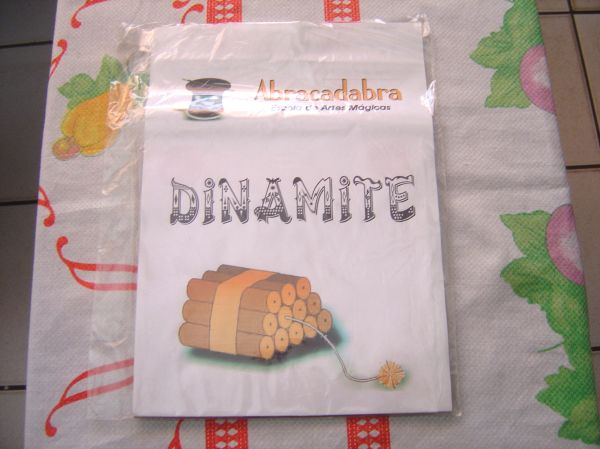 Abracadabra
Escola de Artes Mágicas
DiNAMiTE